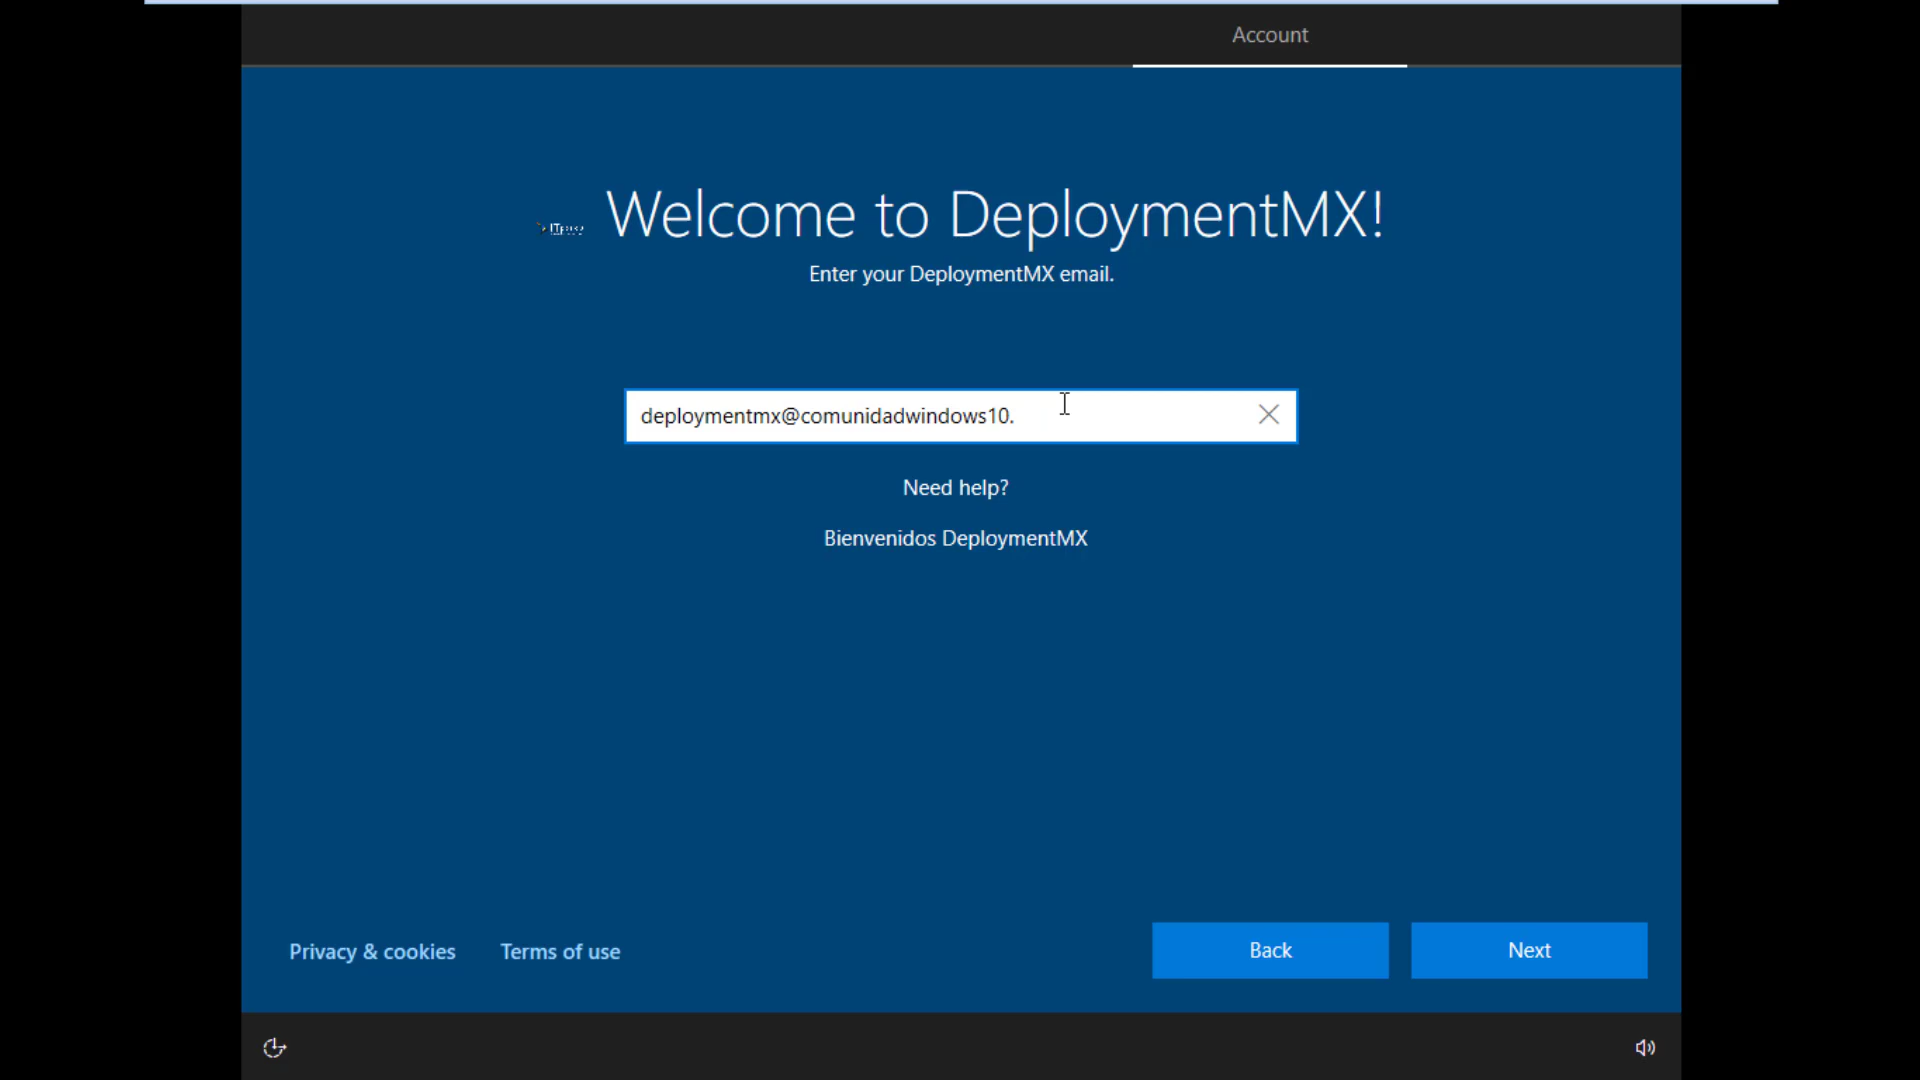 Account
Welcome to DeploymentMX!
Enter your DeploymentMX email.
deploymentmx@comunidadwindows10.
Need help?
Bienvenidos DeploymentMX
Privacy & cookies
Terms of use
Back
Next